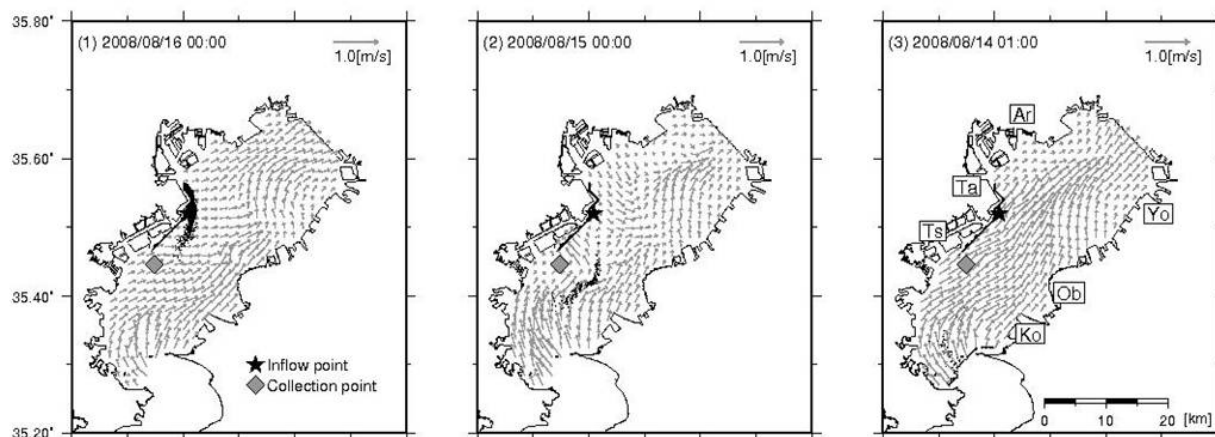 35.80°
35.60°
35.40°
35.20°
(1) 2008/08/16 00:00
1.0[m/s]
Inflow point
Collection point
(2) 2008/08/15 00:00
1.0[m/s]
(3) 2008/08/14 01:00
1.0[m/s]
Ar
Ta
Yo
Ts
Ob
Ko
0 10 20 [km]